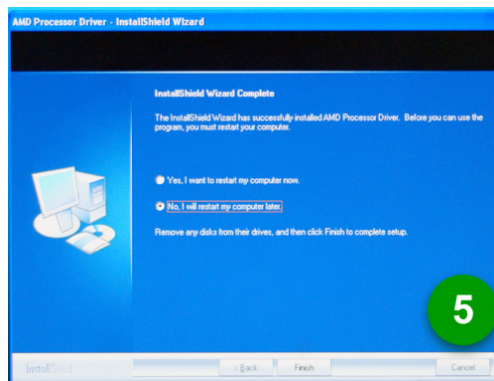 AMD Processor Driver - InstallShield Wizard
InstallShield Wizard Complete
The InstallShield Wizard has successfully installed AMD Processor Driver. Before you can use the
program, you must restart your computer.
Yes, I want to restart my computer now.
No, I will restart my computer later.
Remove any disks from their drives, and then click Finish to complete setup.
5
InstallShield
< Back Finish Cancel